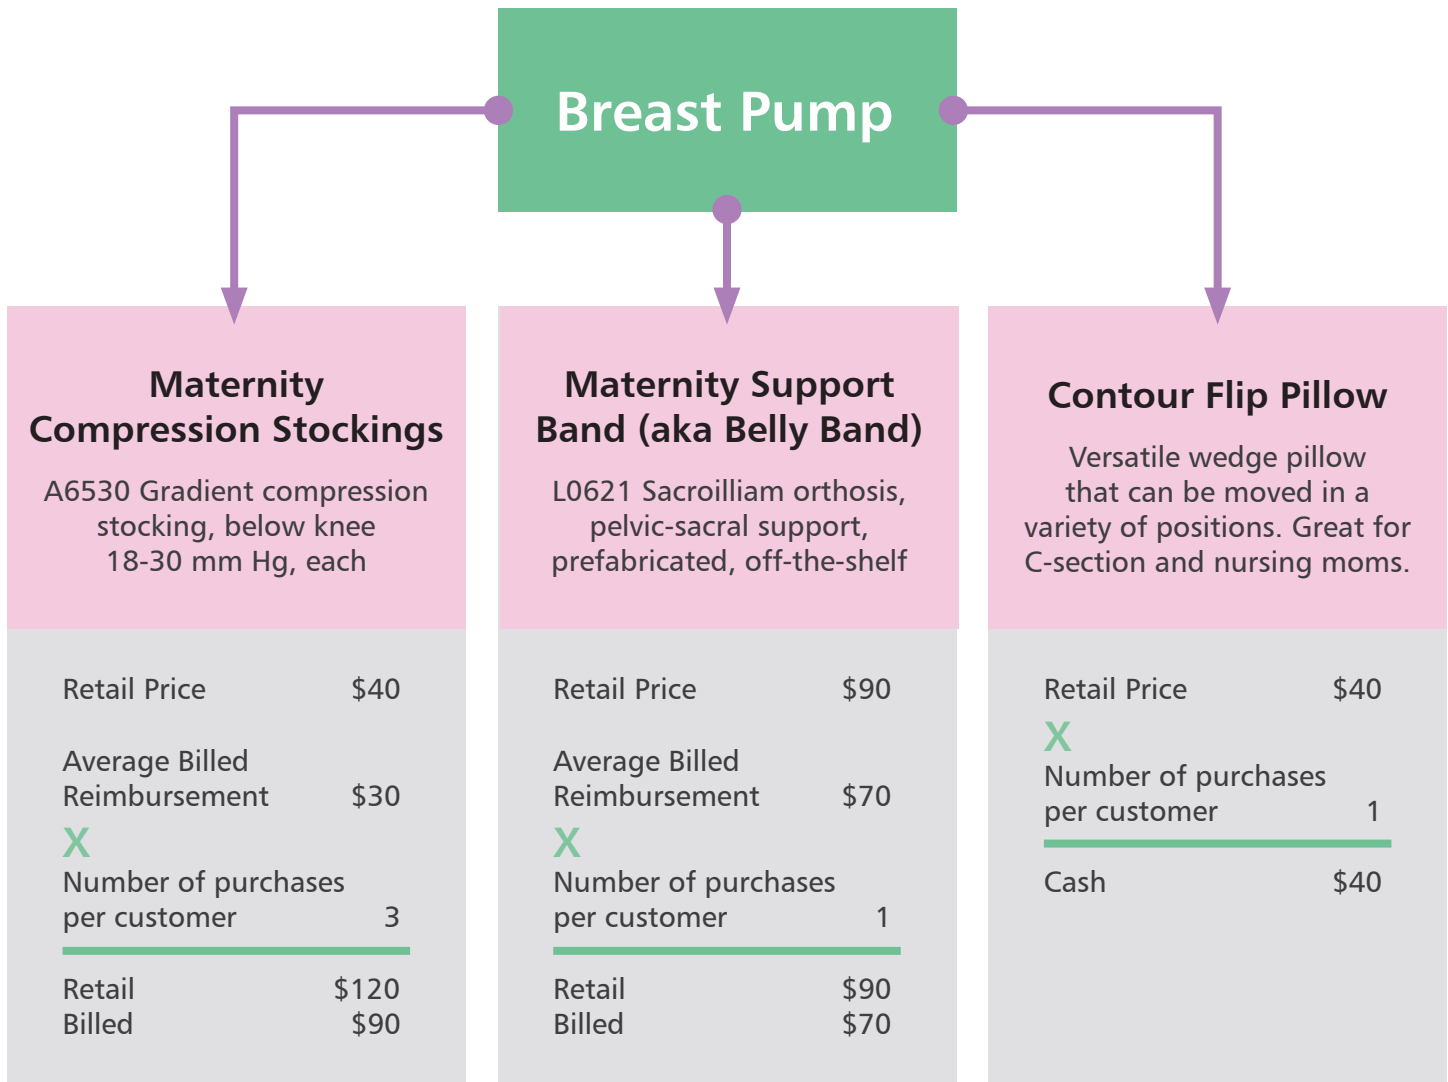 Breast Pump
Maternity
Compression Stockings
A6530 Gradient compression
stocking, below knee
18-30 mm Hg, each
Retail Price $40
Average Billed
Reimbursement $30
X
Number of purchases
per customer 3
Retail $120
Billed $90
Maternity Support
Band (aka Belly Band)
L0621 Sacroilliam orthosis,
pelvic-sacral support,
prefabricated, off-the-shelf
Retail Price $90
Average Billed
Reimbursement $70
X
Number of purchases
per customer 1
Retail $90
Billed $70
Contour Flip Pillow
Versatile wedge pillow
that can be moved in a
variety of positions. Great for
C-section and nursing moms.
Retail Price $40
X
Number of purchases
per customer 1
Cash $40